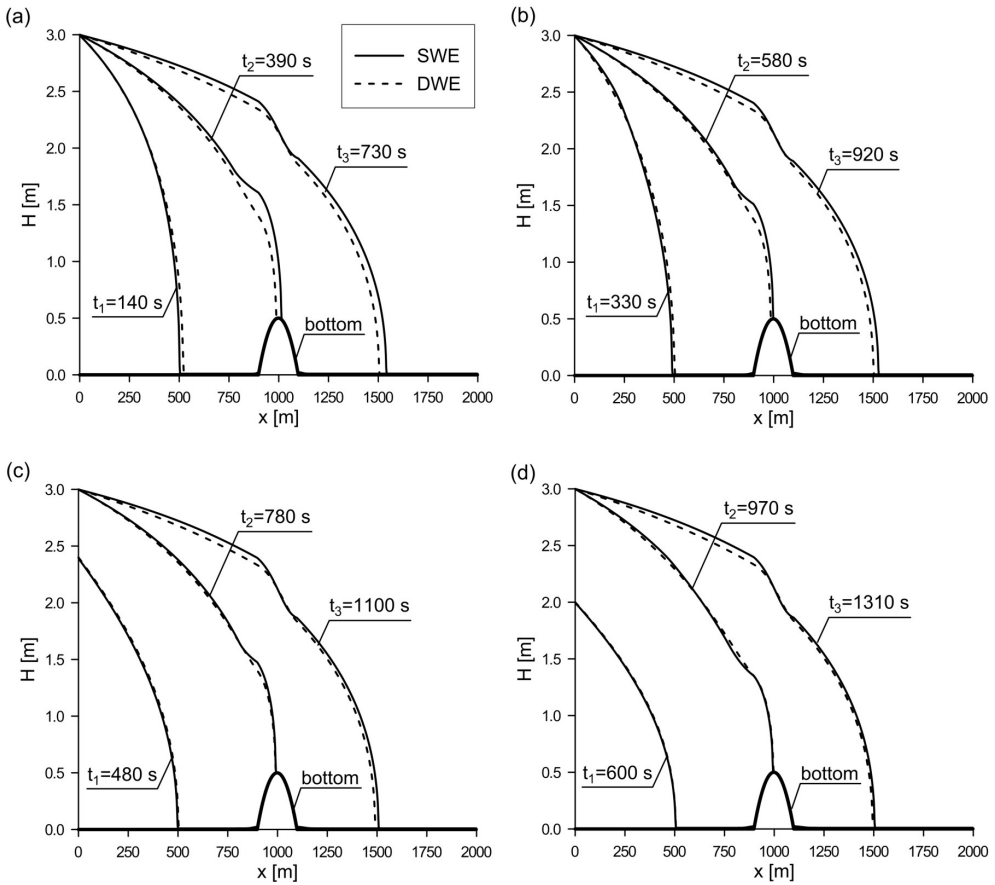 (a)
3.0
2.5
2.0
1.5
1.0
0.5
0.0
H [m]
t₂=390 s
SWE
DWE
t₃=730 s
t₁=140 s
bottom
0 250 500 750 1000 1250 1500 1750 2000
x [m]
(b)
3.0
2.5
2.0
1.5
1.0
0.5
0.0
H [m]
t₂=580 s
t₃=920 s
t₁=330 s
bottom
0 250 500 750 1000 1250 1500 1750 2000
x [m]
(c)
3.0
2.5
2.0
1.5
1.0
0.5
0.0
H [m]
t₂=780 s
t₃=1100 s
t₁=480 s
bottom
0 250 500 750 1000 1250 1500 1750 2000
x [m]
(d)
3.0
2.5
2.0
1.5
1.0
0.5
0.0
H [m]
t₂=970 s
t₃=1310 s
t₁=600 s
bottom
0 250 500 750 1000 1250 1500 1750 2000
x [m]